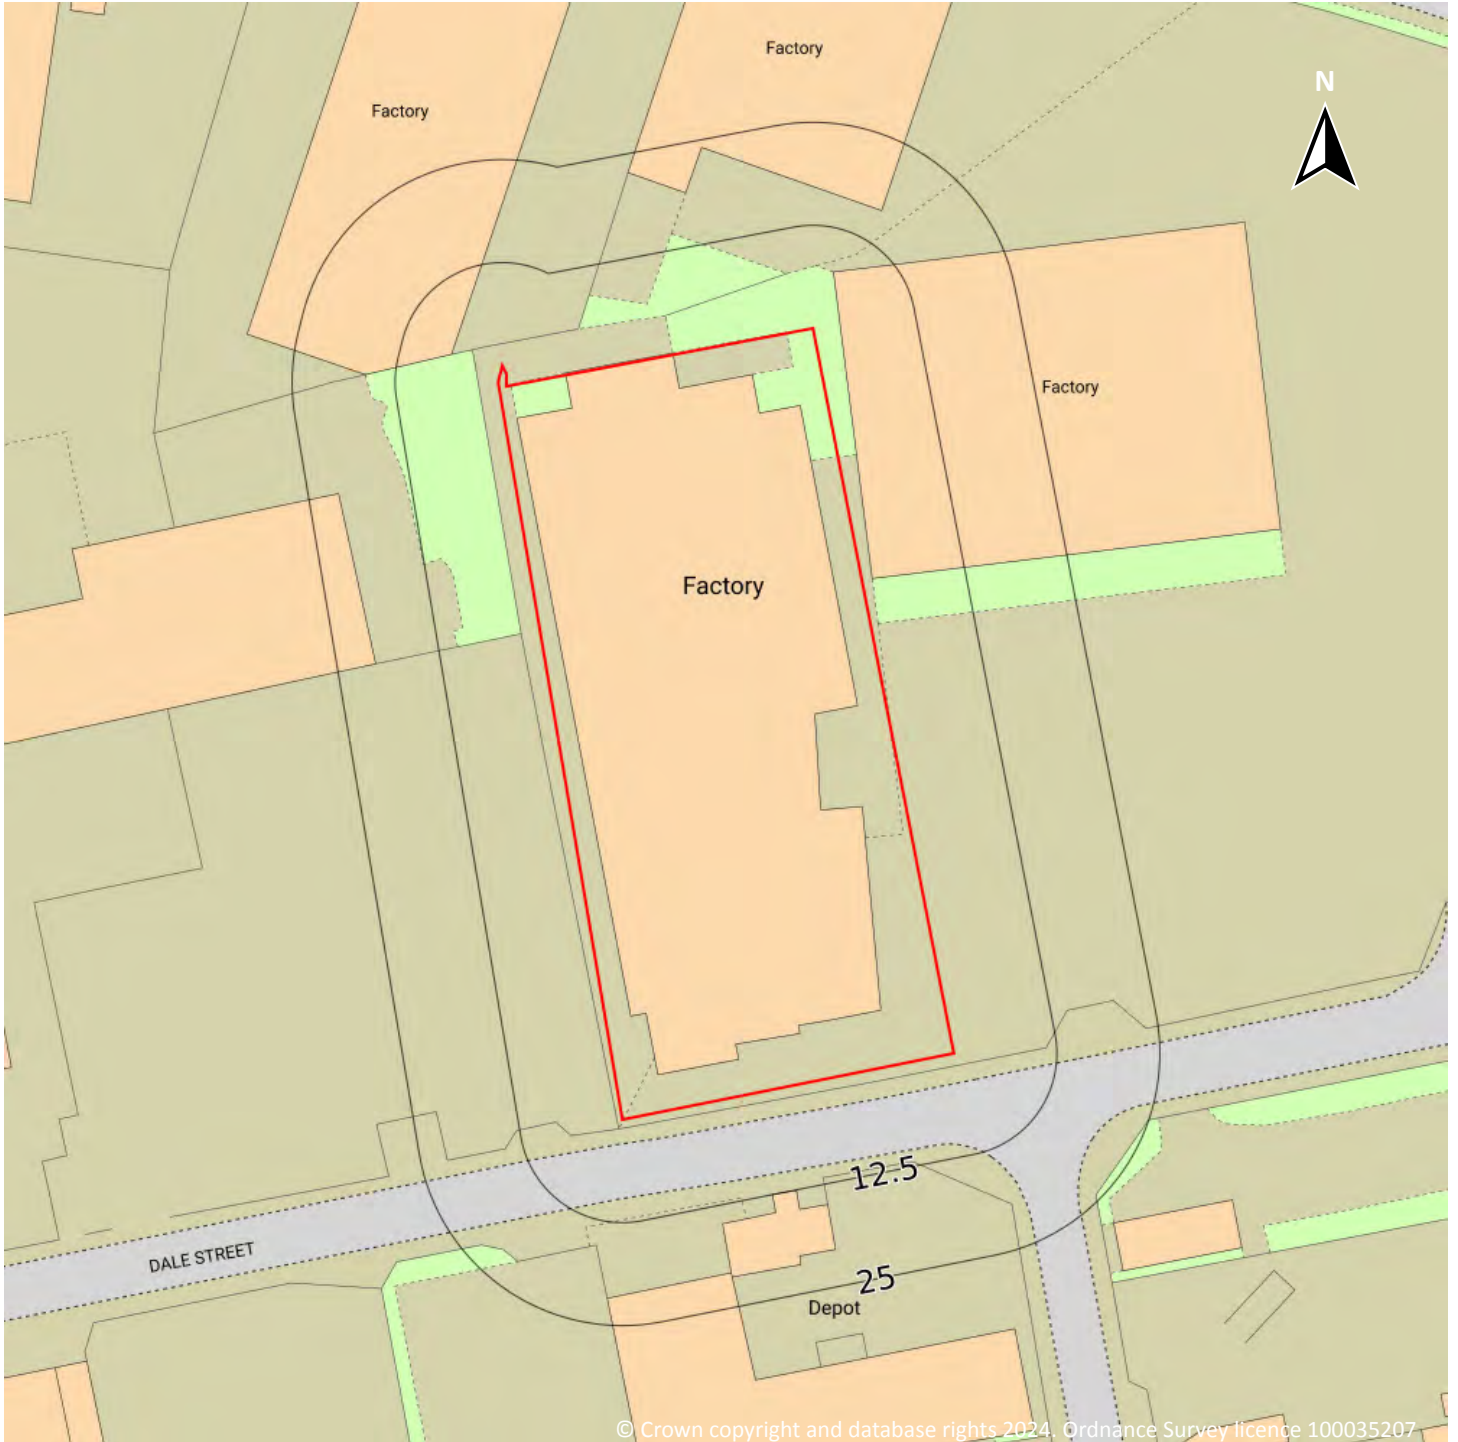 Factory
N
Factory
Factory
Factory
12.5
DALE STREET
25
Depot
© Crown copyright and database rights 2024. Ordnance Survey licence 100035207